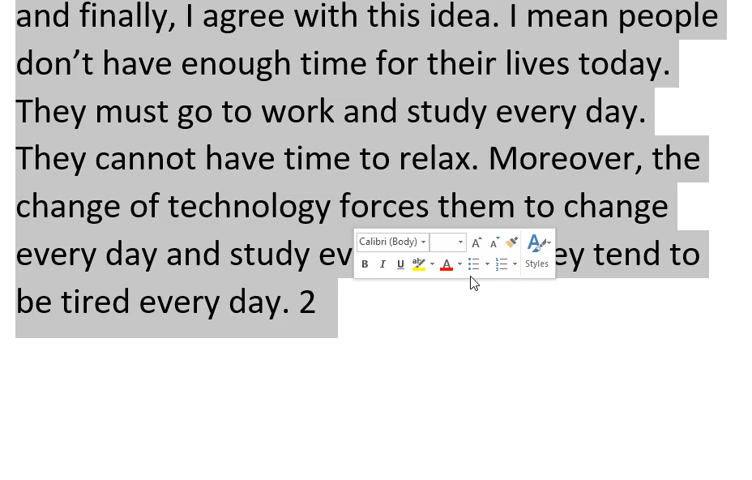 and finally, I agree with this idea. I mean people
don’t have enough time for their lives today.
They must go to work and study every day.
They cannot have time to relax. Moreover, the
change of technology forces them to change
every day and study ev ey tend to
be tired every day. 2
Calibri (Body)
B I U aby A
Styles